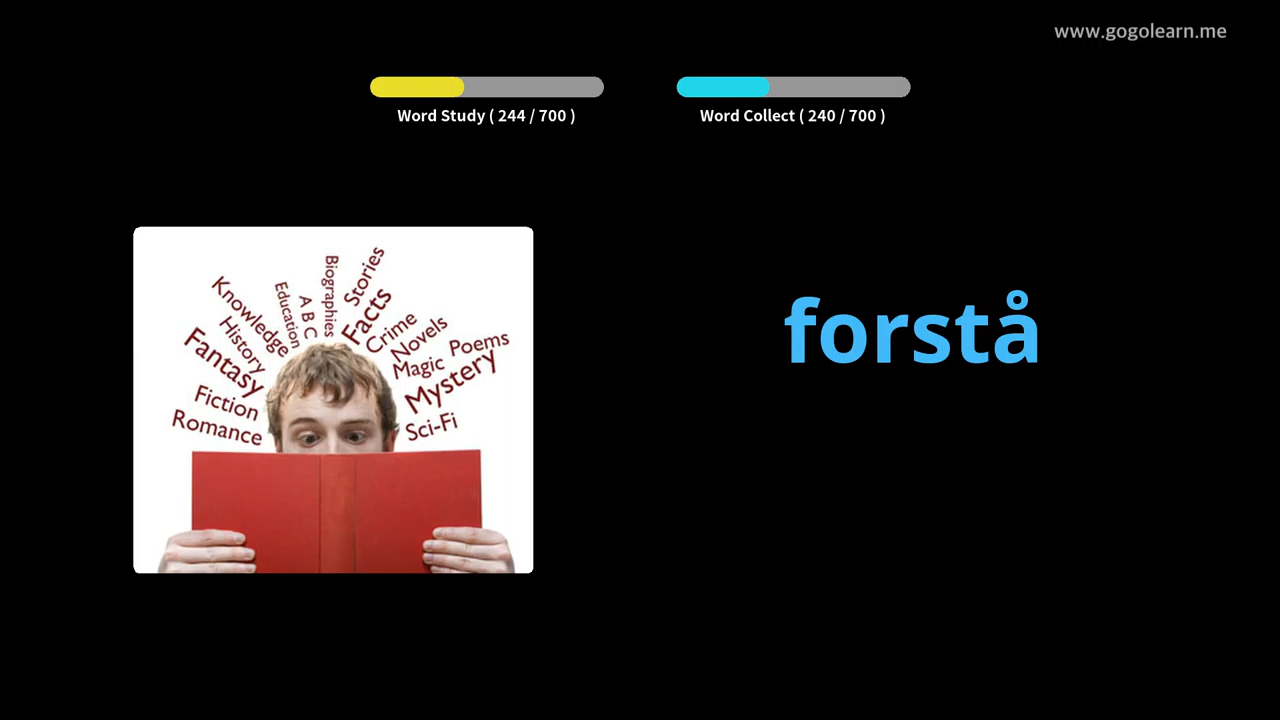 www.gogolearn.me
Word Study ( 244 / 700 )
Word Collect ( 240 / 700 )
Knowledge
Education
A B C
Biographies
Stories
Facts
Crime
Novels
Poems
Magic
Mystery
Sci-Fi
History
Fantasy
Fiction
Romance
forstå